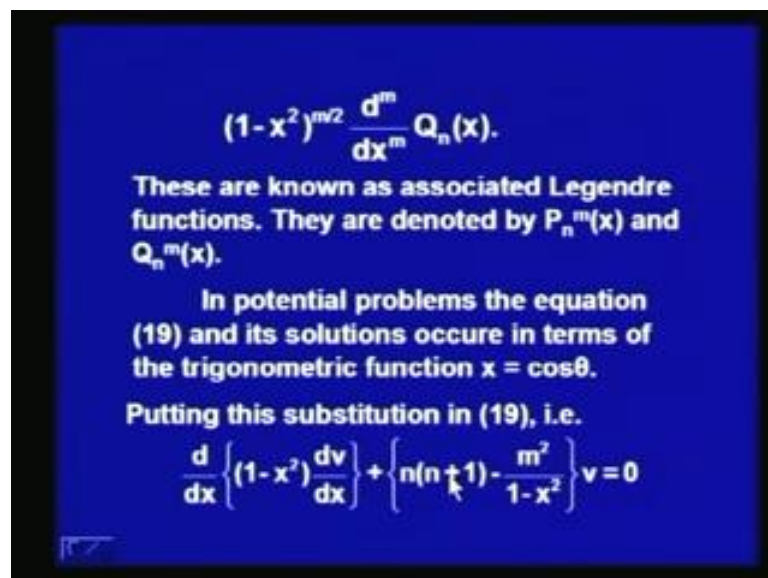 (1-x²)^m/2 d^m/dx^m Q_n(x).
These are known as associated Legendre
functions. They are denoted by P_n^m(x) and
Q_n^m(x).
In potential problems the equation
(19) and its solutions occure in terms of
the trigonometric function x = cosθ.
Putting this substitution in (19), i.e.
d/dx {(1-x²) dv/dx} + {n(n+1) - m²/1-x²} v = 0